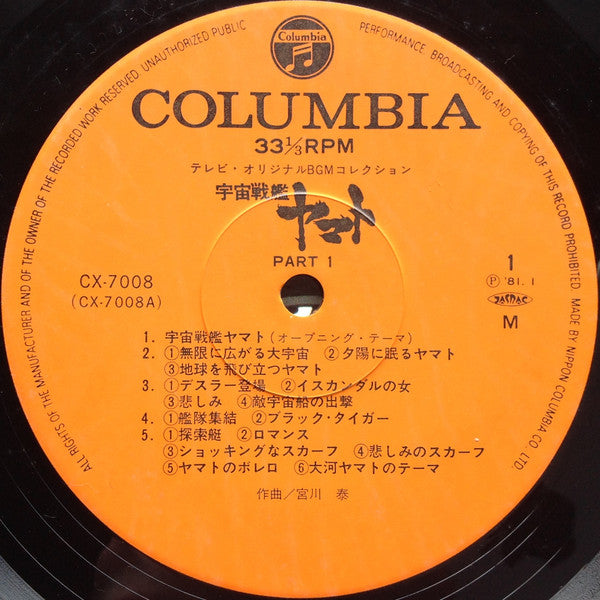 ALL RIGHTS OF THE MANUFACTURER AND OF THE OWNER OF THE RECORDED WORK RESERVED. UNAUTHORIZED PUBLIC PERFORMANCE, BROADCASTING AND COPYING OF THIS RECORD PROHIBITED. MADE BY NIPPON COLUMBIA CO. LTD.
Columbia
COLUMBIA
33⅓RPM
テレビ・オリジナルBGMコレクション
宇宙戦艦
ヤマト
PART 1
CX-7008
(CX-7008A)
1
Ⓟ '81. 1
JASRAC
M
1. 宇宙戦艦ヤマト(オープニング・テーマ)
2. ①無限に広がる大宇宙 ②夕陽に眠るヤマト
③地球を飛び立つヤマト
3. ①デスラー登場 ②イスカンダルの女
③悲しみ ④敵宇宙船の出撃
4. ①艦隊集結 ②ブラック・タイガー
5. ①探索艇 ②ロマンス
③ショッキングなスカーフ ④悲しみのスカーフ
⑤ヤマトのボレロ ⑥大河ヤマトのテーマ
作曲/宮川 泰